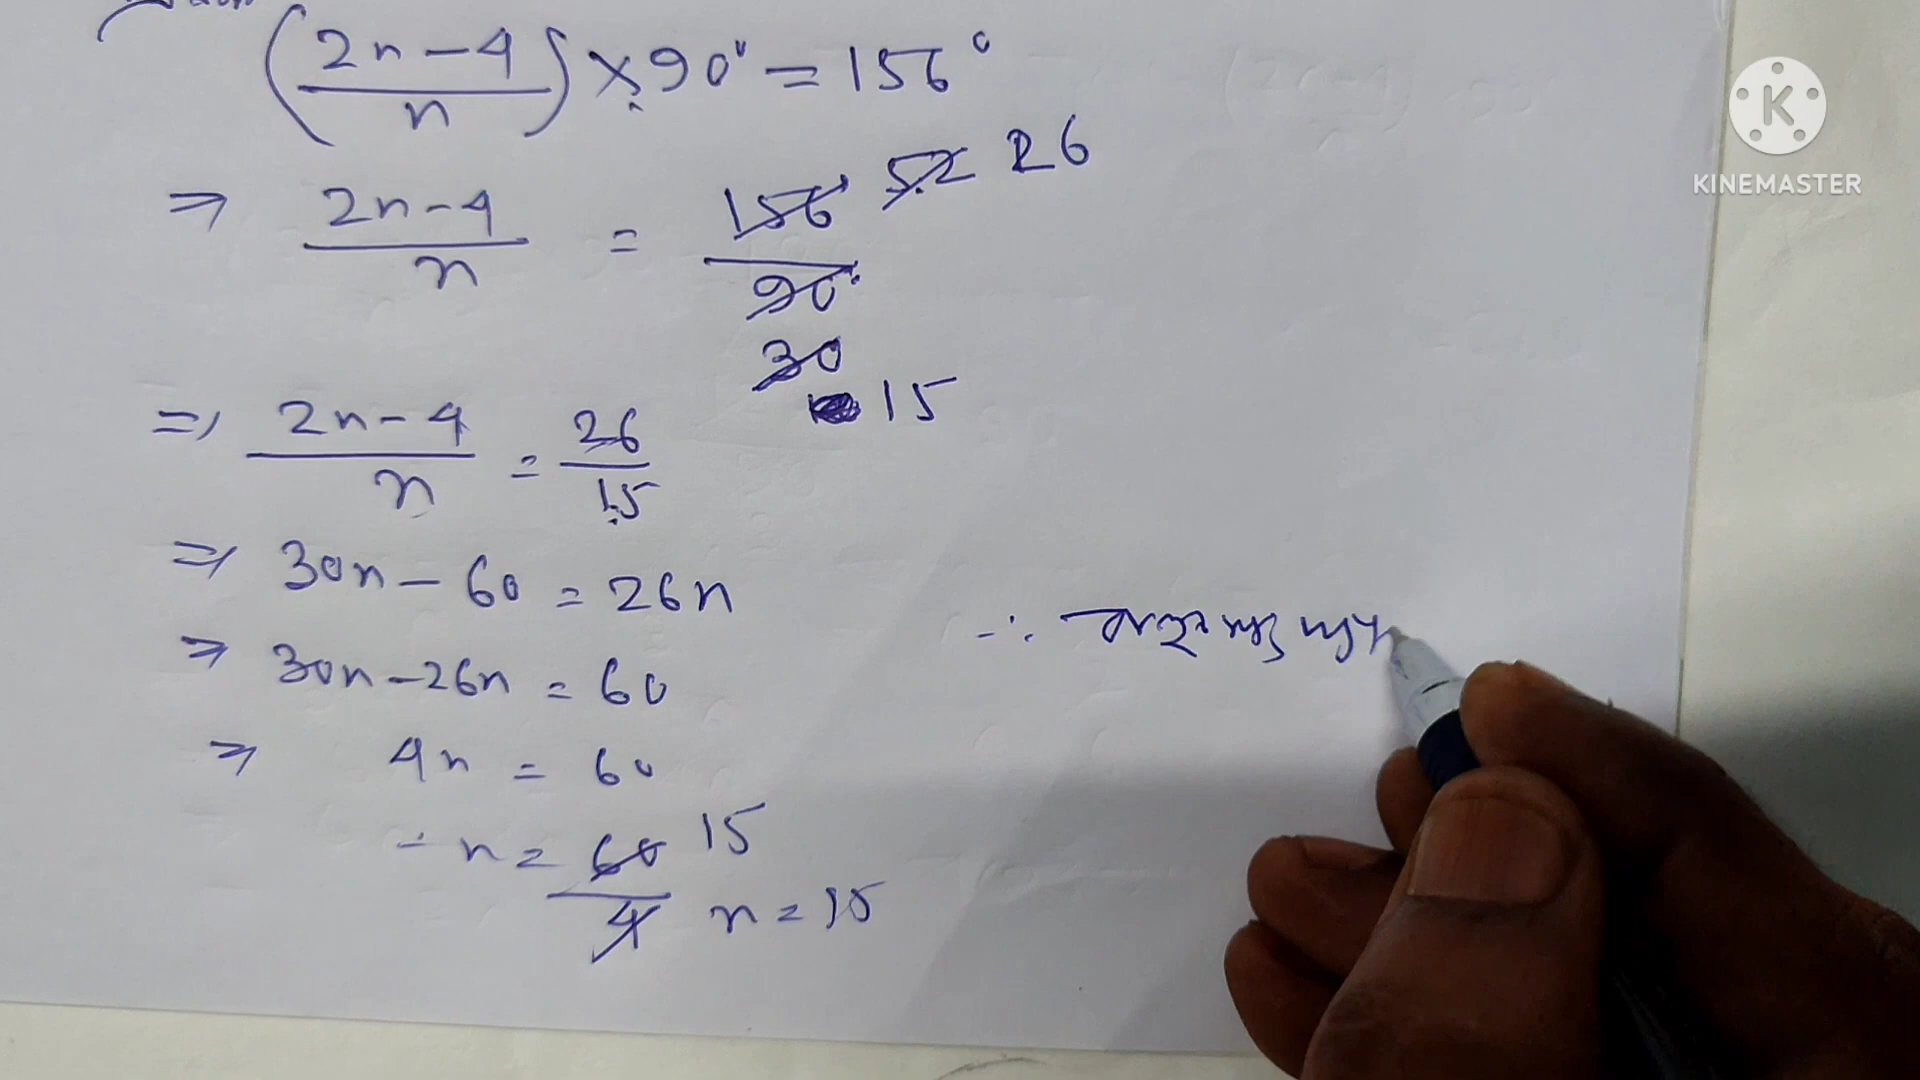 (2n-4/n) × 90° = 156°
⇒ 2n-4/n = 156°/90° 52 26
30
15
⇒ 2n-4/n = 26/15
⇒ 30n - 60 = 26n
⇒ 30n - 26n = 60
⇒ 4n = 60
∴ n = 60/4 15
n = 15
∴
KINEMASTER